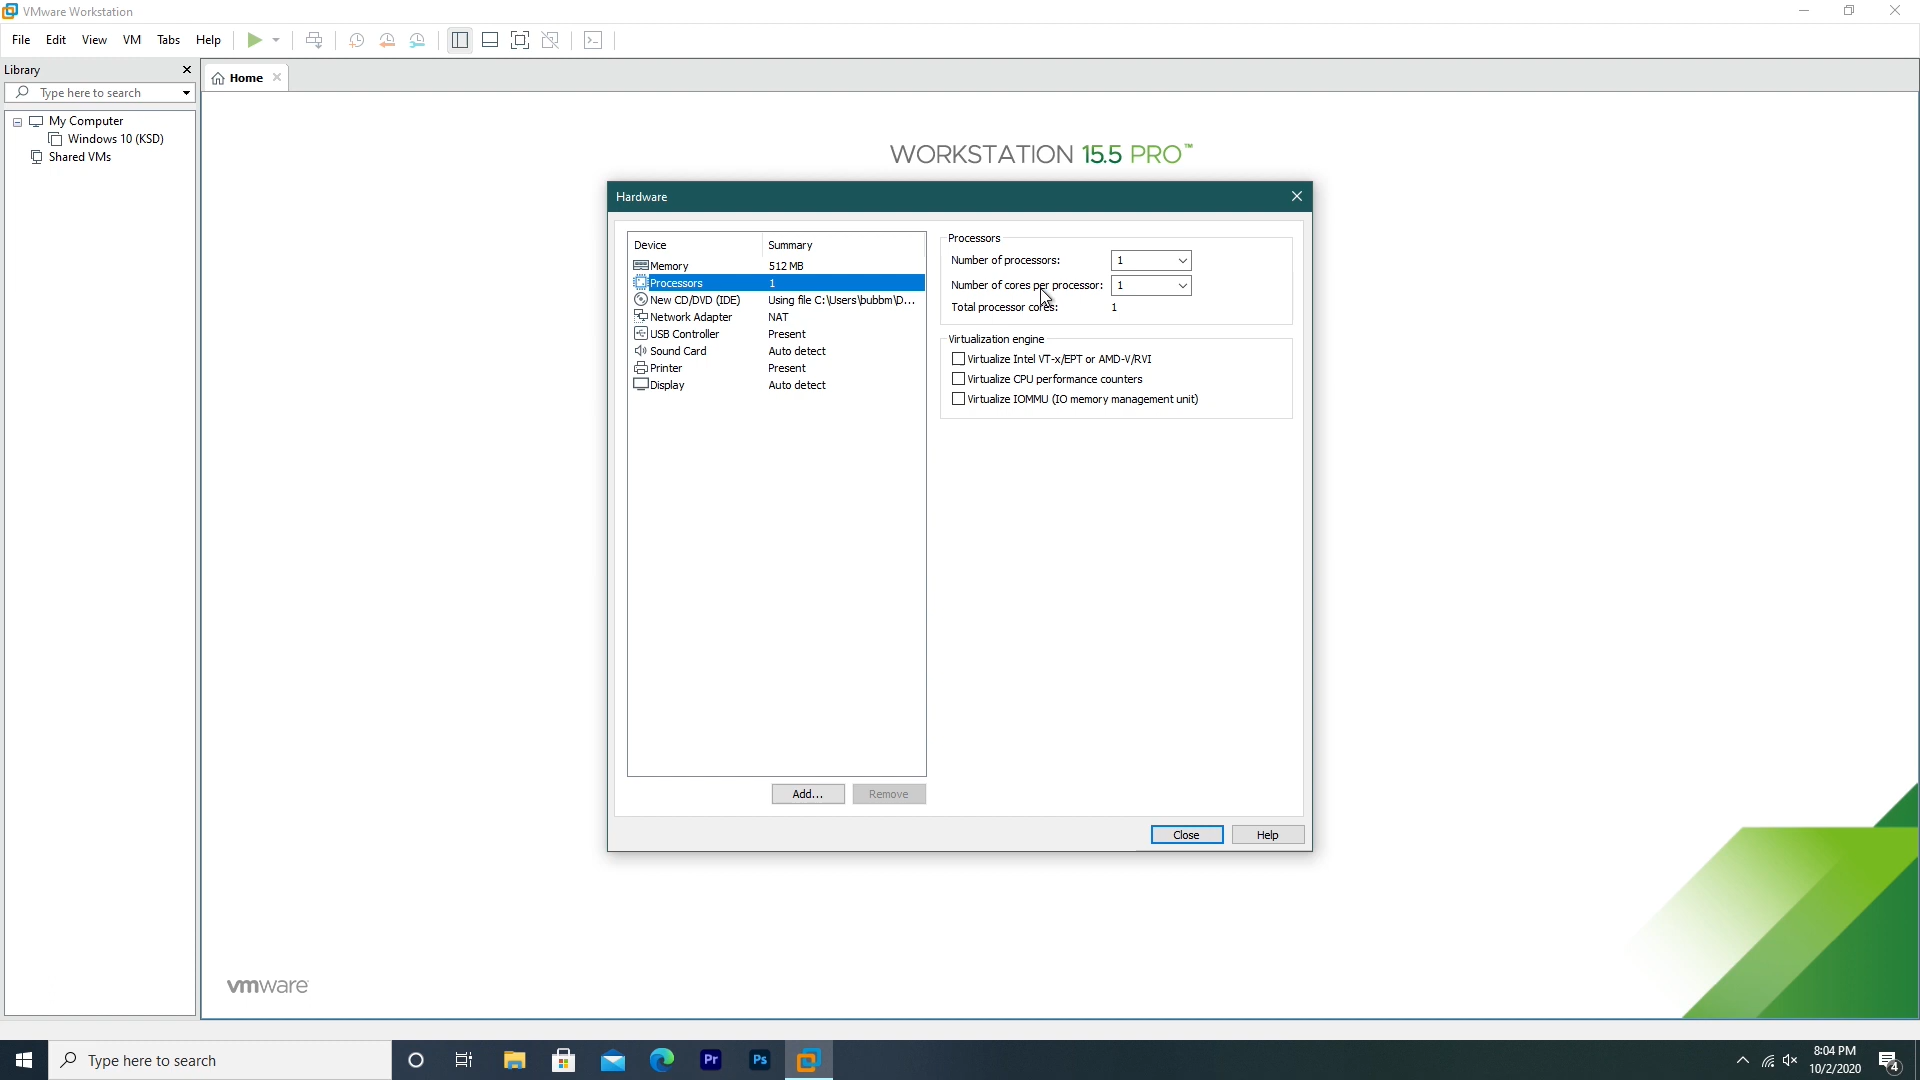 VMware Workstation
File Edit View VM Tabs Help
Library
Type here to search
My Computer
Windows 10 (KSD)
Shared VMs
Home
WORKSTATION 15.5 PRO™
Hardware
Device Summary
Memory 512 MB
Processors 1
New CD/DVD (IDE) Using file C:\Users\bubbm\D...
Network Adapter NAT
USB Controller Present
Sound Card Auto detect
Printer Present
Display Auto detect
Add... Remove
Processors
Number of processors: 1
Number of cores per processor: 1
Total processor cores: 1
Virtualization engine
Virtualize Intel VT-x/EPT or AMD-V/RVI
Virtualize CPU performance counters
Virtualize IOMMU (IO memory management unit)
Close Help
vmware
Type here to search
Pr
Ps
8:04 PM
10/2/2020
4